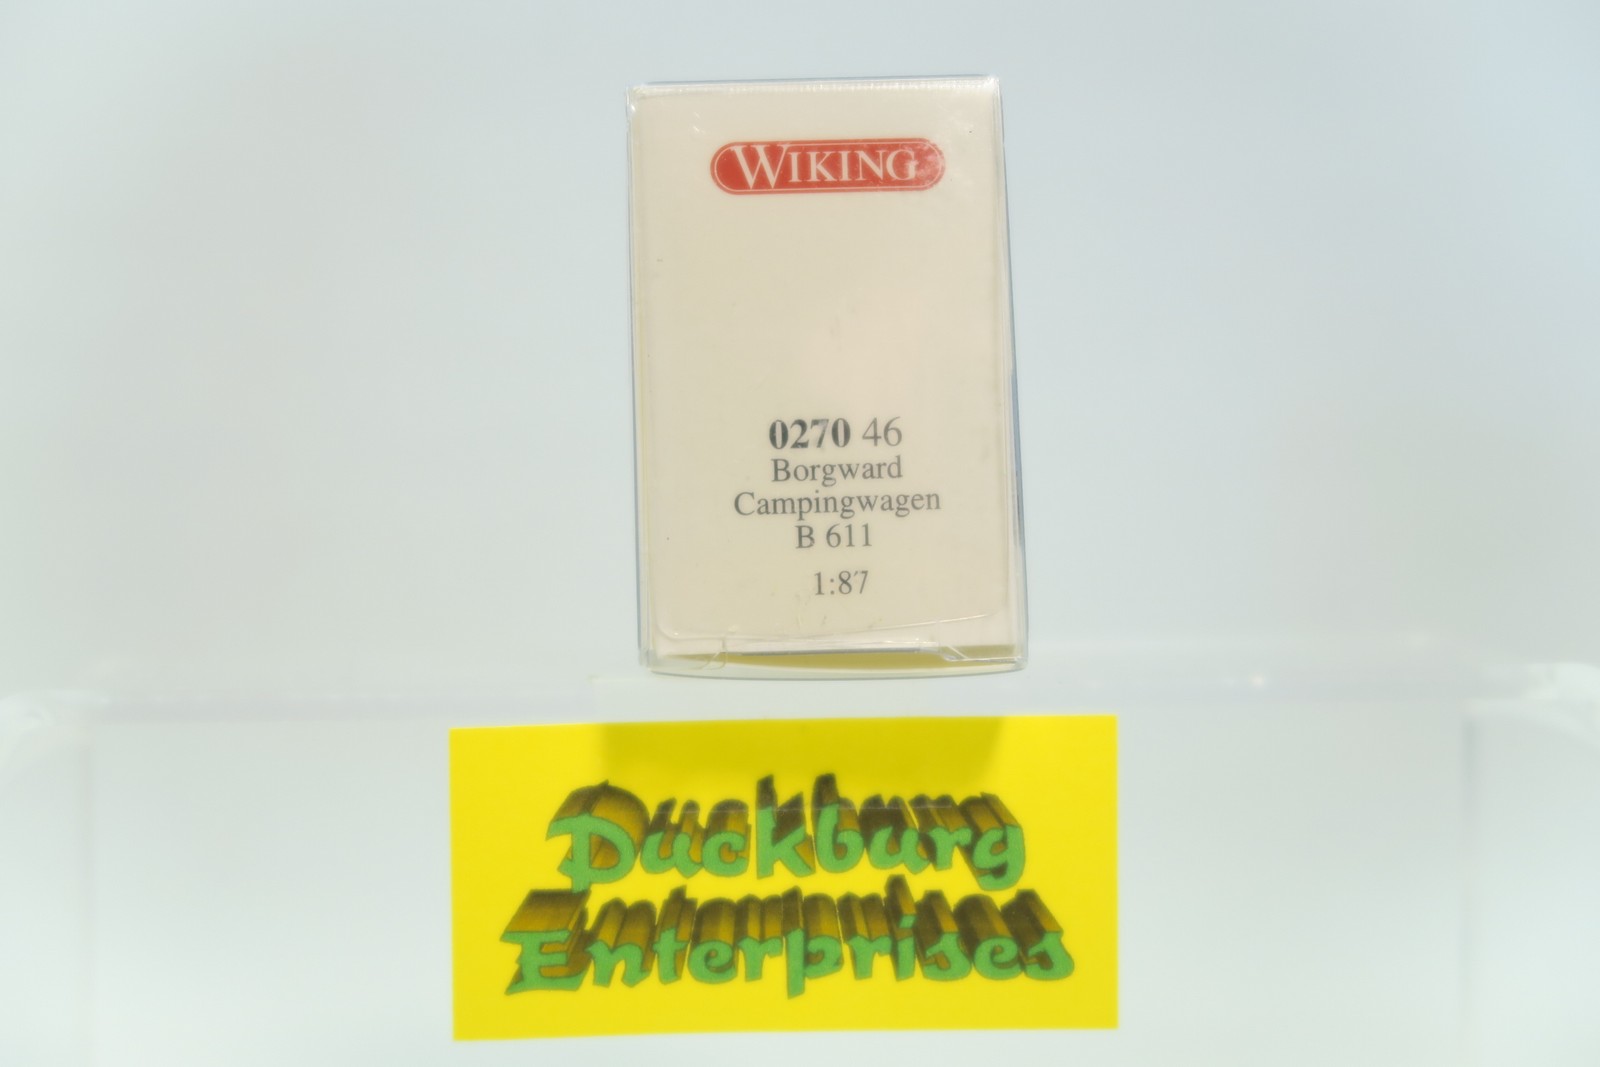 WIKING
0270 46
Borgward
Campingwagen
B 611
1:87
Duckburg
Enterprises